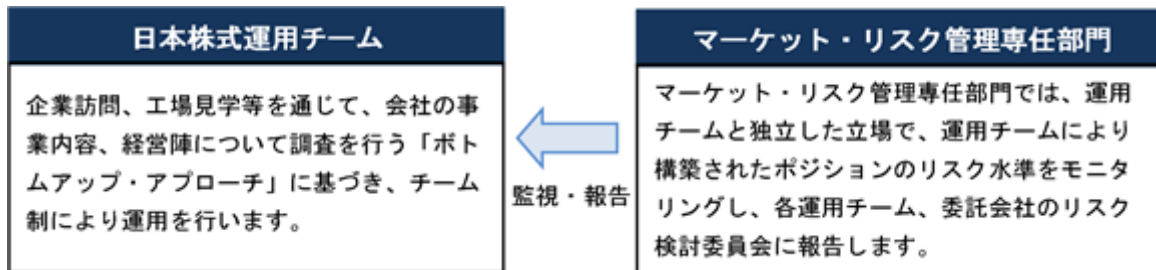 日本株式運用チーム
企業訪問、工場見学等を通じて、会社の事
業内容、経営陣について調査を行う「ボト
ムアップ・アプローチ」に基づき、チーム
制により運用を行います。
監視・報告
マーケット・リスク管理専任部門
マーケット・リスク管理専任部門では、運用
チームと独立した立場で、運用チームにより
構築されたポジションのリスク水準をモニタ
リングし、各運用チーム、委託会社のリスク
検討委員会に報告します。